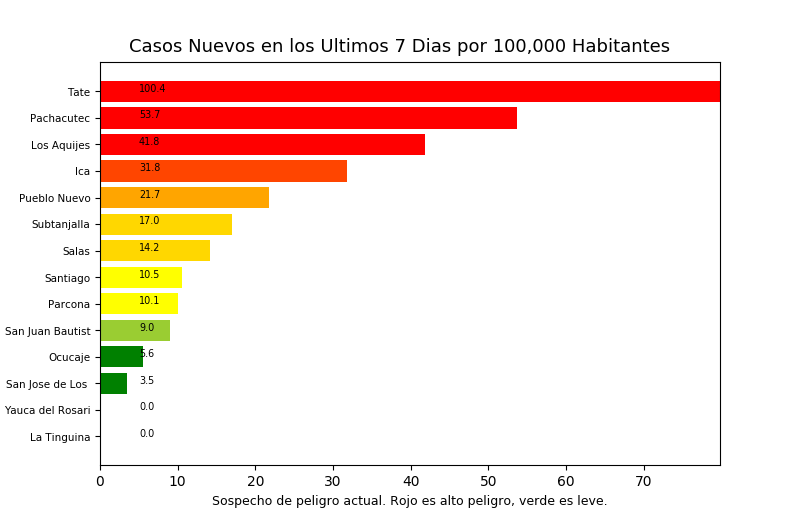 Casos Nuevos en los Ultimos 7 Dias por 100,000 Habitantes
Tate 100.4
Pachacutec 53.7
Los Aquijes 41.8
Ica 31.8
Pueblo Nuevo 21.7
Subtanjalla 17.0
Salas 14.2
Santiago 10.5
Parcona 10.1
San Juan Bautist 9.0
Ocucaje 5.6
San Jose de Los 3.5
Yauca del Rosari 0.0
La Tinguina 0.0
0 10 20 30 40 50 60 70
Sospecho de peligro actual. Rojo es alto peligro, verde es leve.